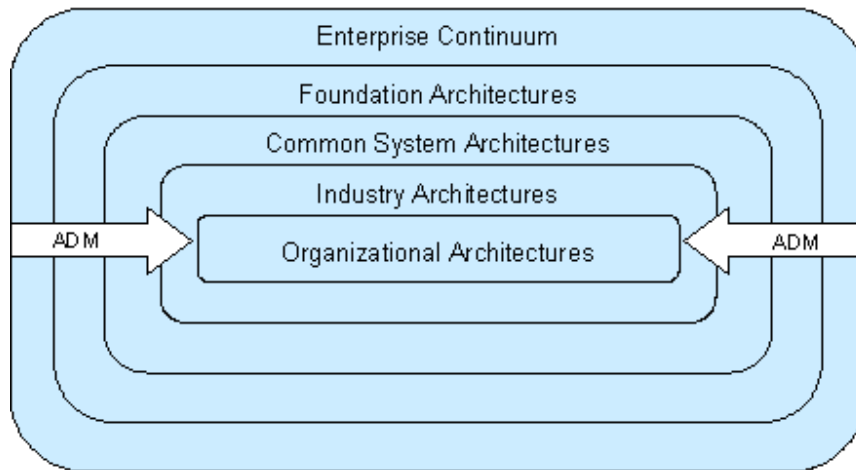 Enterprise Continuum
Foundation Architectures
Common System Architectures
Industry Architectures
ADM
Organizational Architectures
ADM